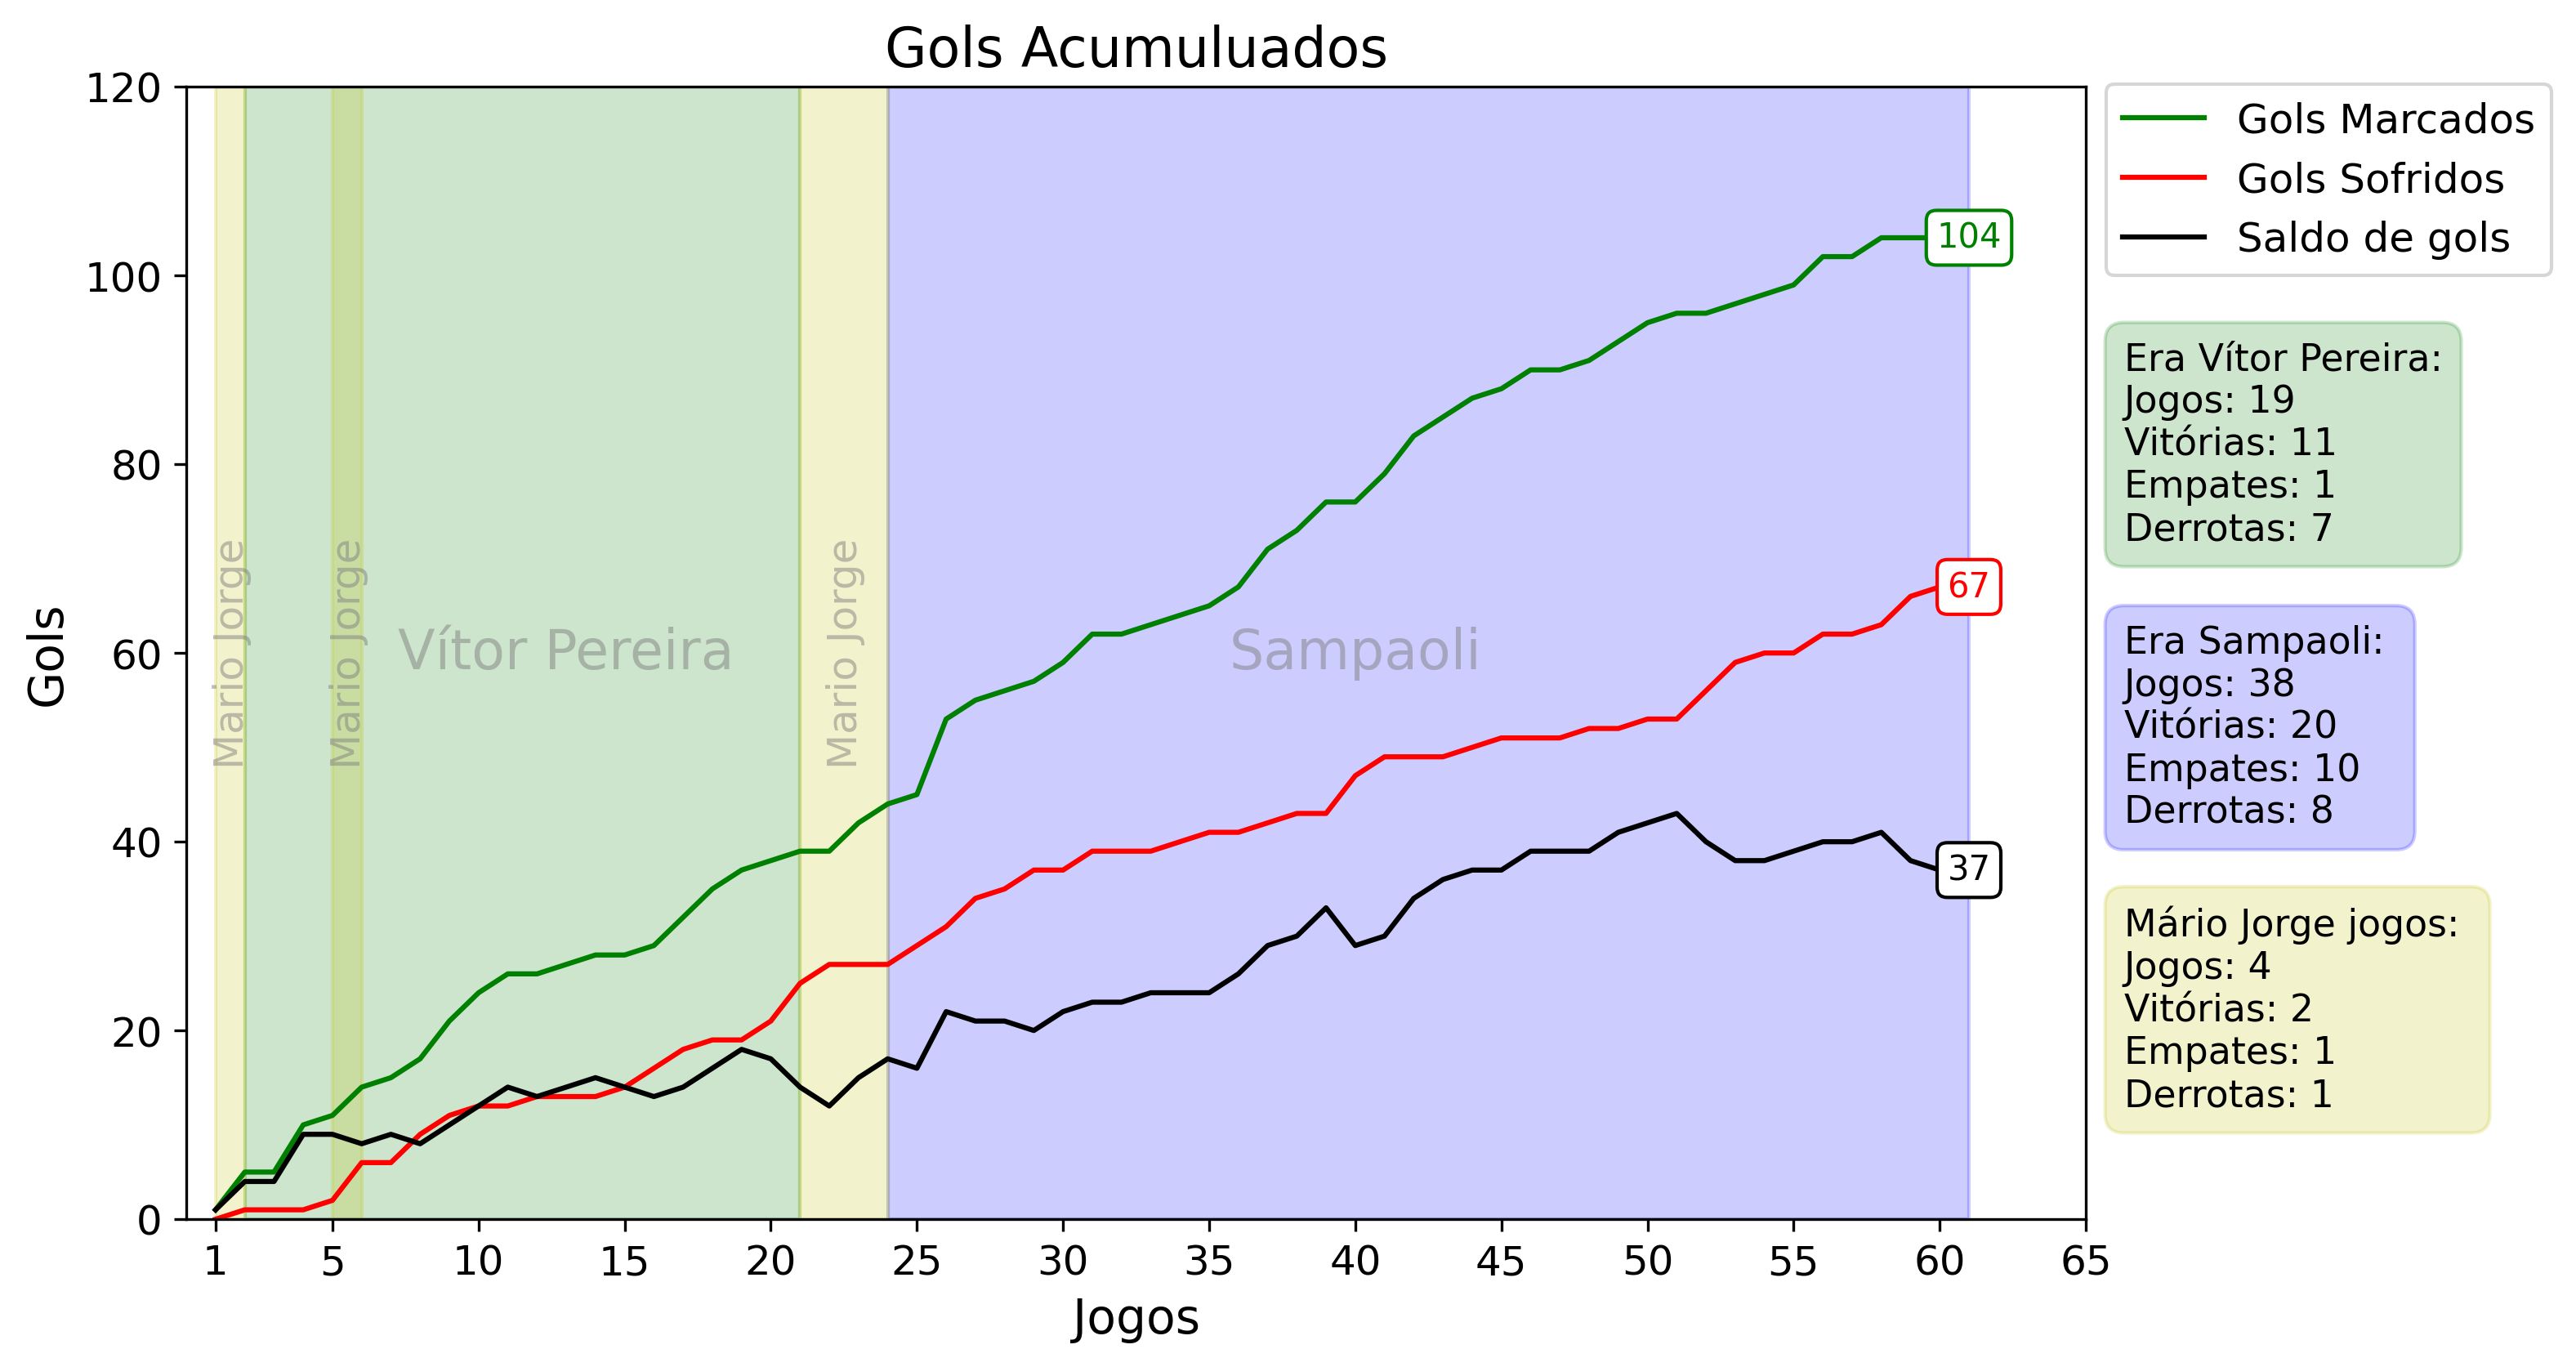 Gols Acumuluados
120
100
80
60
40
20
0
Gols
Mario Jorge
Mario Jorge
Vítor Pereira
Mario Jorge
Sampaoli
104
67
37
1 5 10 15 20 25 30 35 40 45 50 55 60 65
Jogos
Gols Marcados
Gols Sofridos
Saldo de gols
Era Vítor Pereira:
Jogos: 19
Vitórias: 11
Empates: 1
Derrotas: 7
Era Sampaoli:
Jogos: 38
Vitórias: 20
Empates: 10
Derrotas: 8
Mário Jorge jogos:
Jogos: 4
Vitórias: 2
Empates: 1
Derrotas: 1